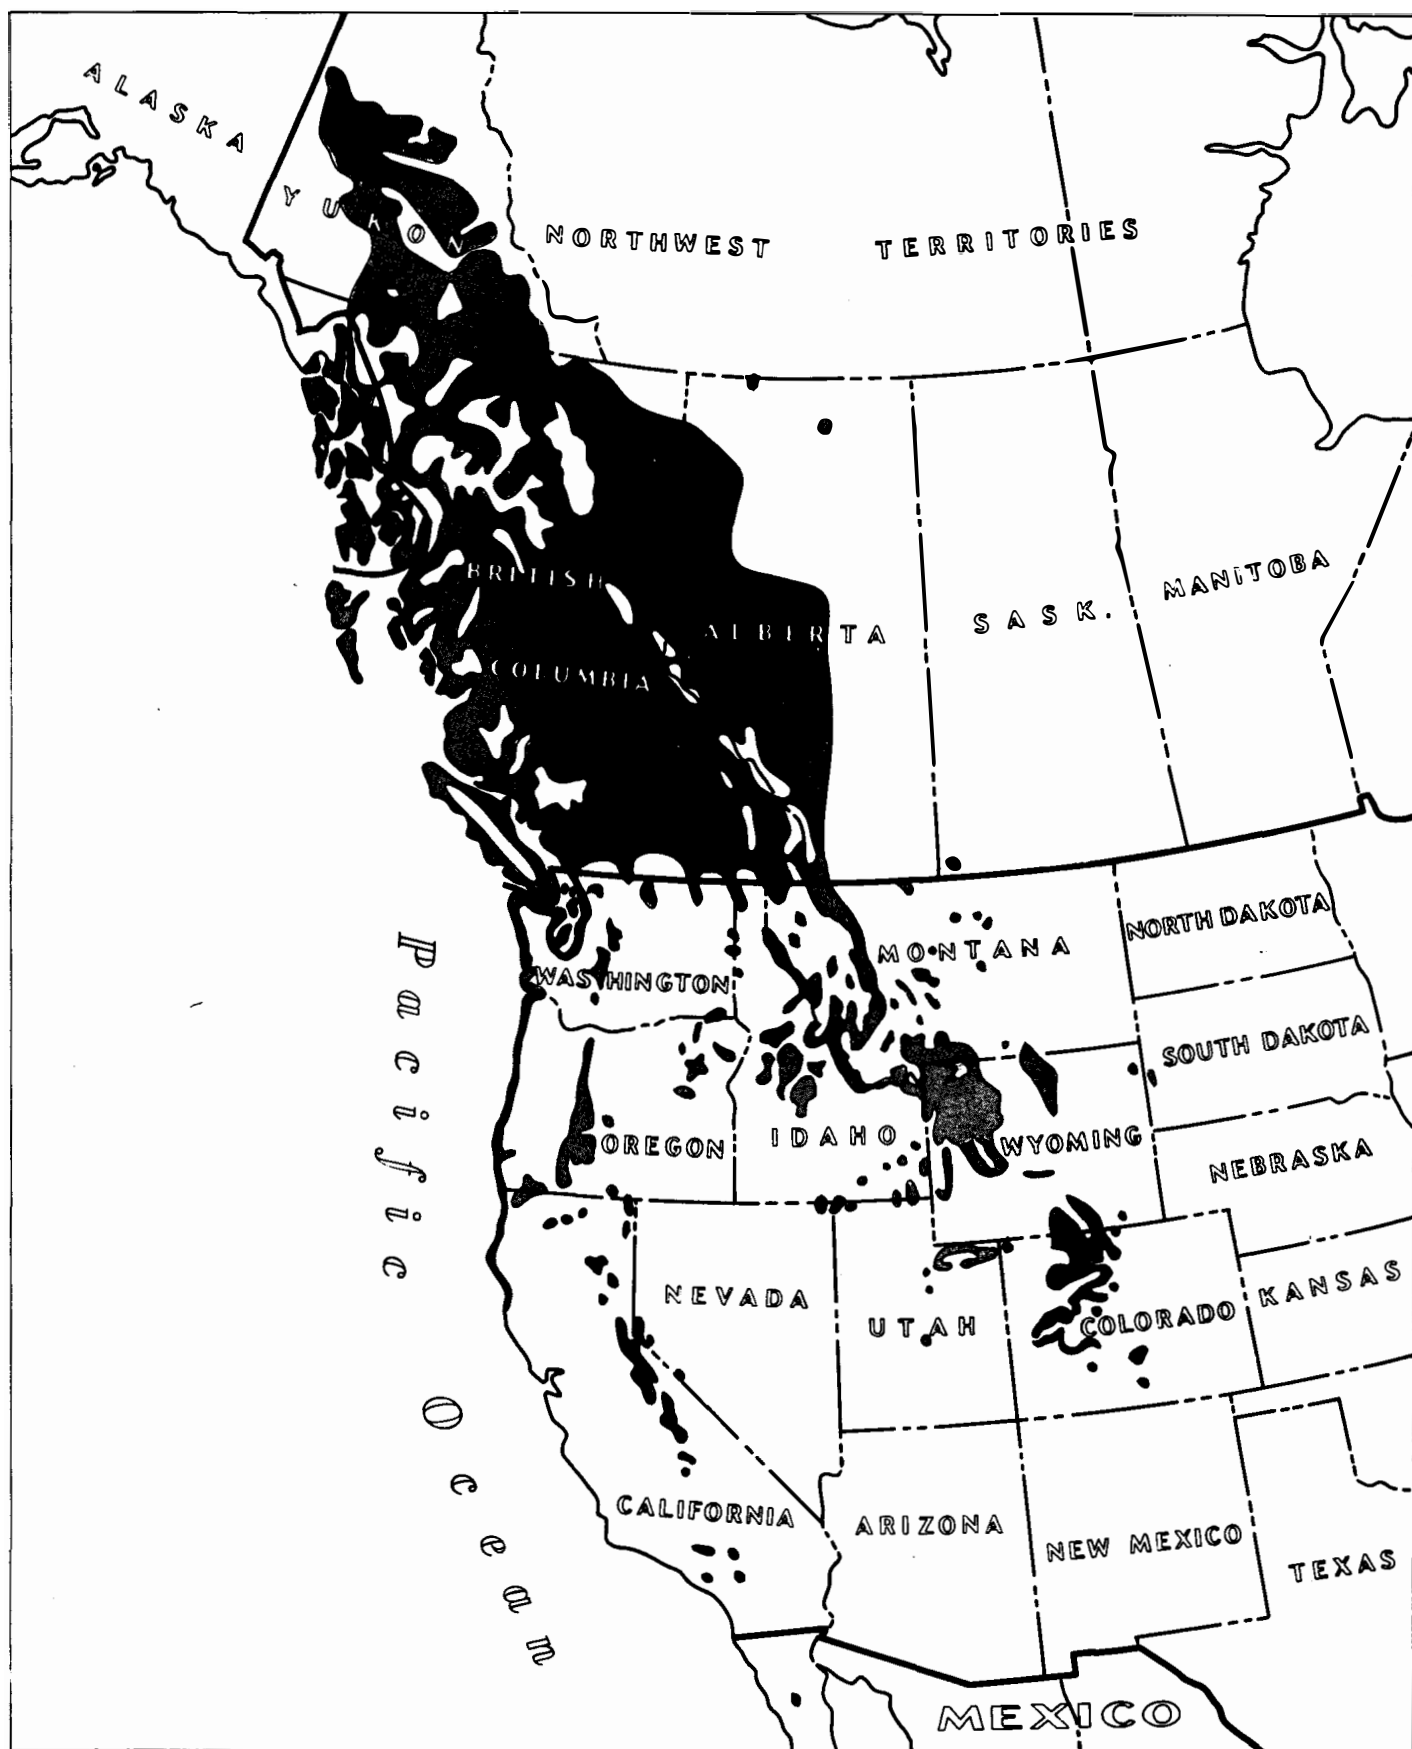 ALASKA
YUKON
NORTHWEST TERRITORIES
BRITISH
COLUMBIA
ALBERTA
SASK.
MANITOBA
Pacific Ocean
WASHINGTON
MONTANA
NORTH DAKOTA
SOUTH DAKOTA
OREGON
IDAHO
WYOMING
NEBRASKA
NEVADA
UTAH
COLORADO
KANSAS
CALIFORNIA
ARIZONA
NEW MEXICO
TEXAS
MEXICO